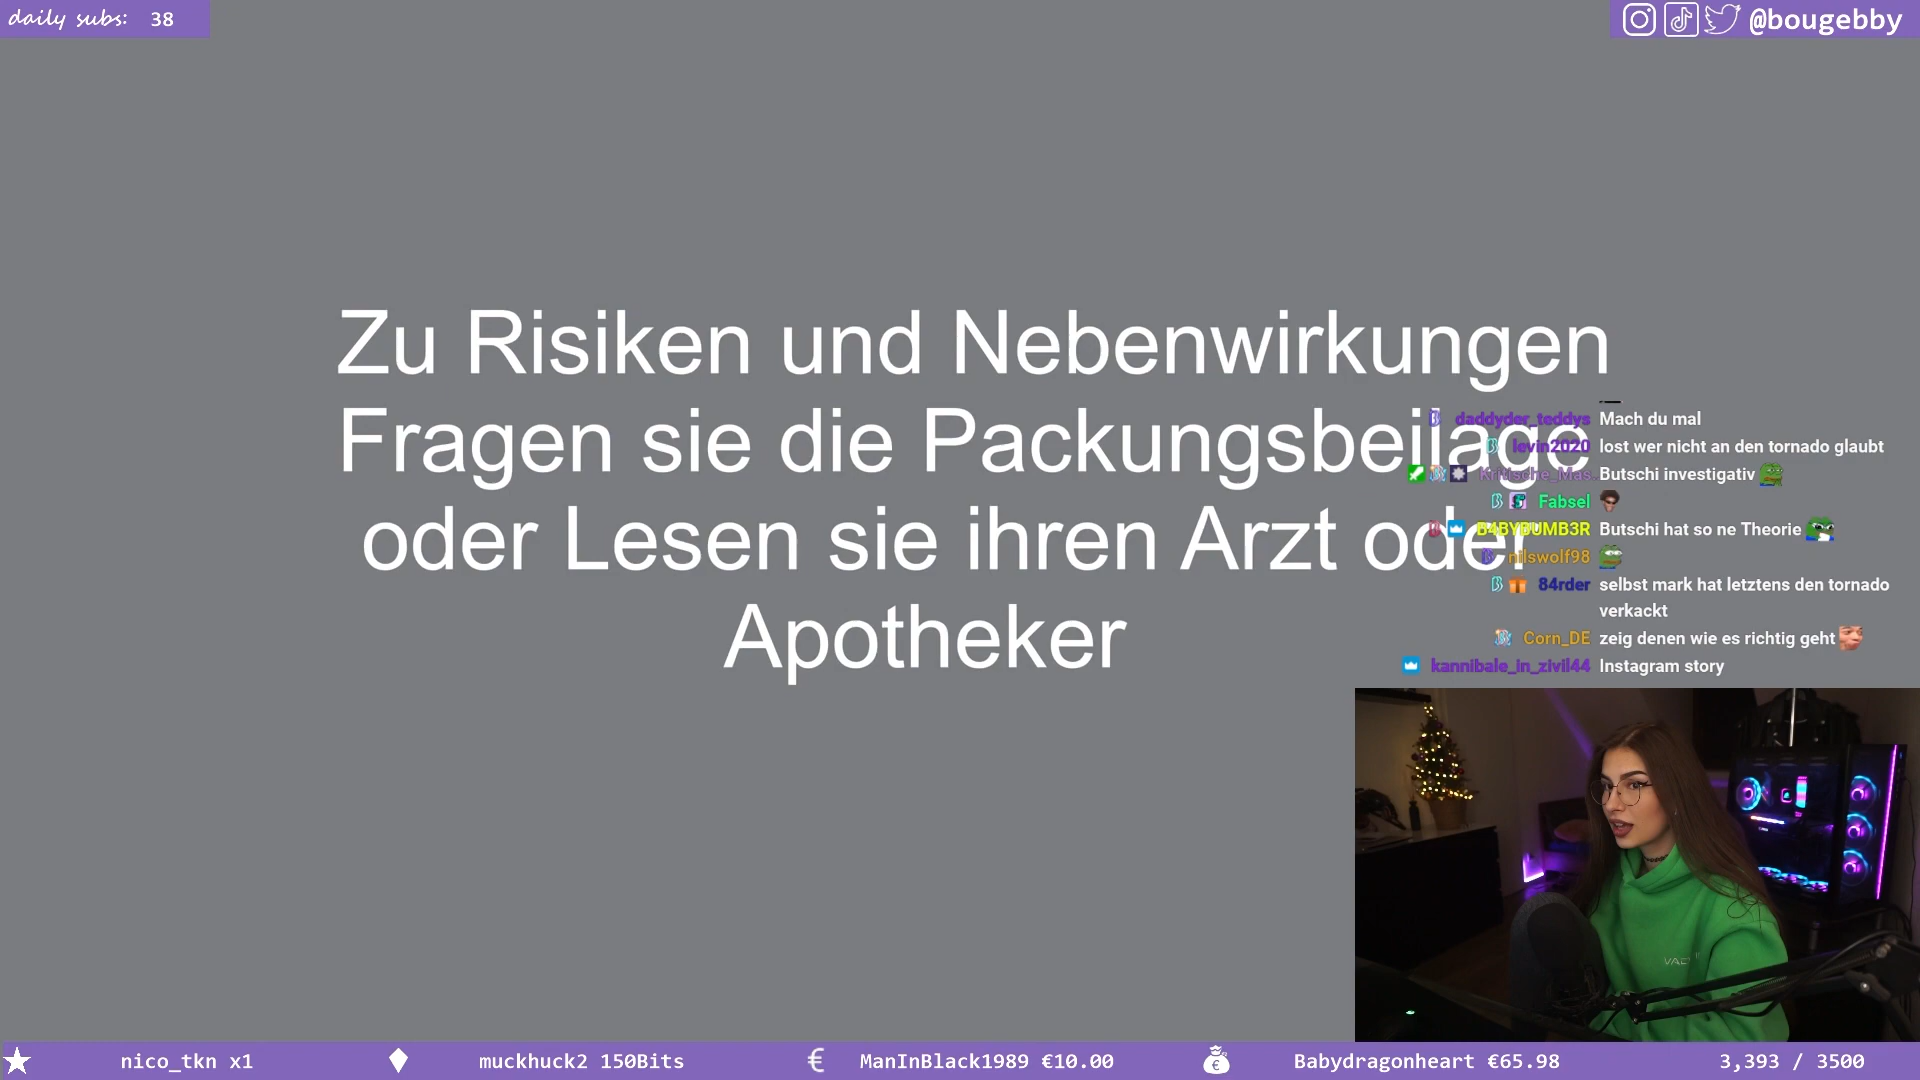 daily subs: 38
@bougebby
Zu Risiken und Nebenwirkungen
Fragen sie die Packungsbeilage
oder Lesen sie ihren Arzt oder
Apotheker
daddyder_teddys Mach du mal
levin2020 lost wer nicht an den tornado glaubt
Kritische_Mas. Butschi investigativ
Fabsel
B4BYBUMB3R Butschi hat so ne Theorie
nilswolf98
84rder selbst mark hat letztens den tornado
verkackt
Corn_DE zeig denen wie es richtig geht
kannibale_in_zivil44 Instagram story
nico_tkn x1
muckhuck2 150Bits
ManInBlack1989 €10.00
Babydragonheart €65.98
3,393 / 3500